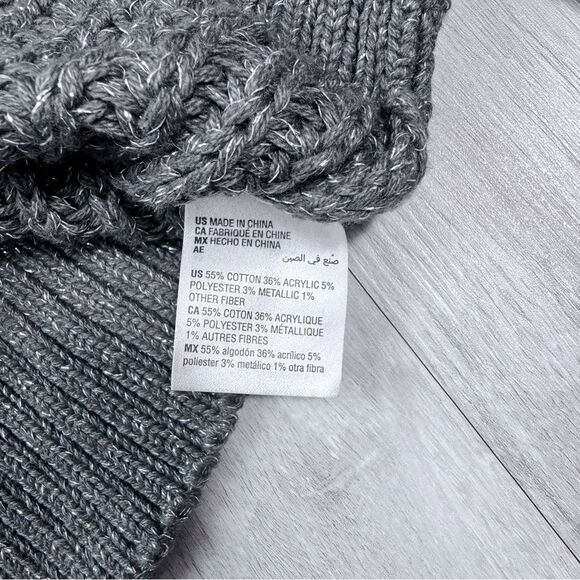 US MADE IN CHINA
CA FABRIQUÉ EN CHINE
MX HECHO EN CHINA
AE صُنع في الصين
US 55% COTTON 36% ACRYLIC 5%
POLYESTER 3% METALLIC 1%
OTHER FIBER
CA 55% COTON 36% ACRYLIQUE
5% POLYESTER 3% MÉTALLIQUE
1% AUTRES FIBRES
MX 55% algodón 36% acrílico 5%
poliester 3% metálico 1% otra fibra